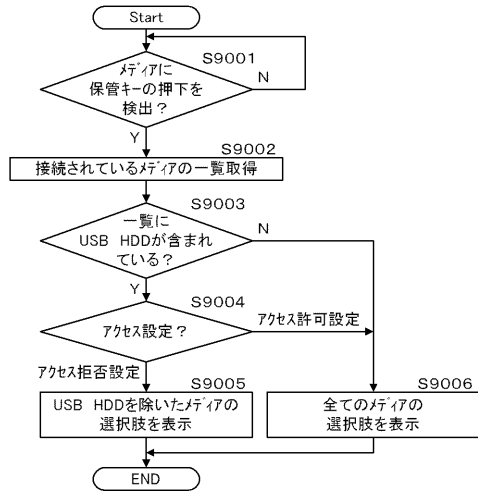 Start
S9001
ﾒﾃﾞｨｱに
保管キーの押下を
検出？
N
Y
S9002
接続されているﾒﾃﾞｨｱの一覧取得
S9003
一覧に
USB HDDが含まれ
ている？
N
Y
S9004
ｱｸｾｽ設定？
ｱｸｾｽ許可設定
ｱｸｾｽ拒否設定
S9005
USB HDDを除いたﾒﾃﾞｨｱの
選択肢を表示
S9006
全てのﾒﾃﾞｨｱの
選択肢を表示
END